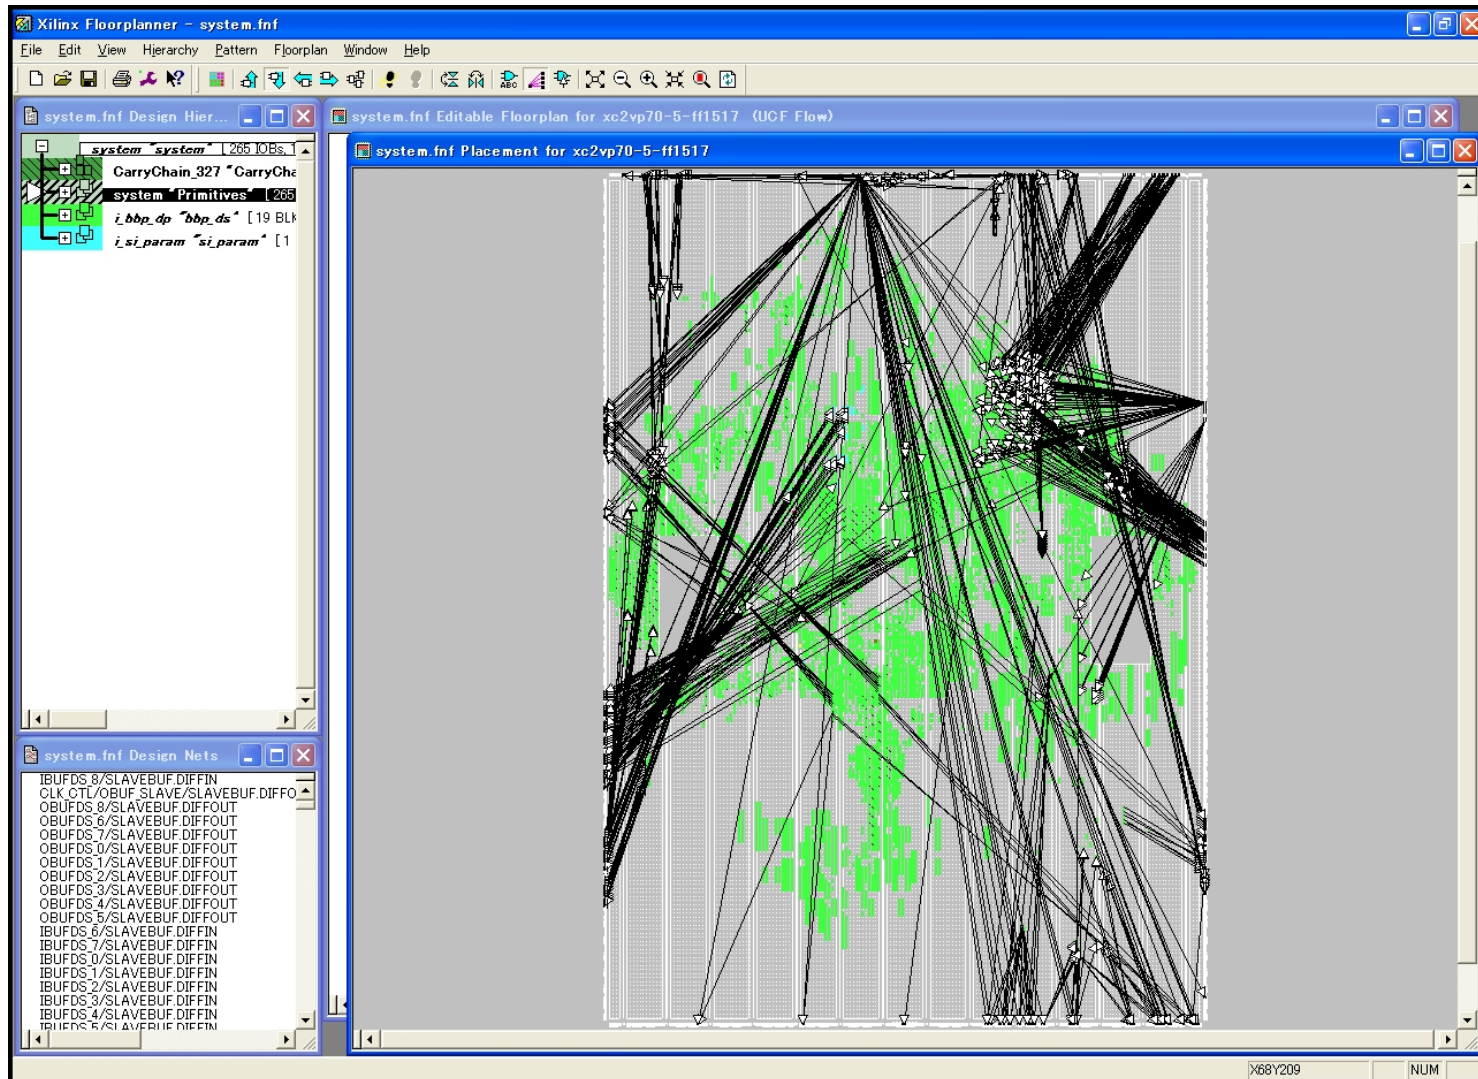 Xilinx Floorplanner - system.fnf
File Edit View Hierarchy Pattern Floorplan Window Help
ABC
system.fnf Design Hier...
system "system" [ 265 IOBs,
CarryChain_327 "CarryCha
system "Primitives" [ 265
i_bbp_dp "bbp_ds" [ 19 BLK
i_si_param "si_param" [ 1
system.fnf Editable Floorplan for xc2vp70-5-ff1517 (UCF Flow)
system.fnf Placement for xc2vp70-5-ff1517
system.fnf Design Nets
IBUFDS_8/SLAVEBUF.DIFFIN
CLK_CTL/OBUF_SLAVE/SLAVEBUF.DIFFO
OBUFDS_8/SLAVEBUF.DIFFOUT
OBUFDS_6/SLAVEBUF.DIFFOUT
OBUFDS_7/SLAVEBUF.DIFFOUT
OBUFDS_0/SLAVEBUF.DIFFOUT
OBUFDS_1/SLAVEBUF.DIFFOUT
OBUFDS_2/SLAVEBUF.DIFFOUT
OBUFDS_3/SLAVEBUF.DIFFOUT
OBUFDS_4/SLAVEBUF.DIFFOUT
OBUFDS_5/SLAVEBUF.DIFFOUT
IBUFDS_6/SLAVEBUF.DIFFIN
IBUFDS_7/SLAVEBUF.DIFFIN
IBUFDS_0/SLAVEBUF.DIFFIN
IBUFDS_1/SLAVEBUF.DIFFIN
IBUFDS_2/SLAVEBUF.DIFFIN
IBUFDS_3/SLAVEBUF.DIFFIN
IBUFDS_4/SLAVEBUF.DIFFIN
IBUFDS_5/SLAVEBUF.DIFFIN
X68Y209 NUM